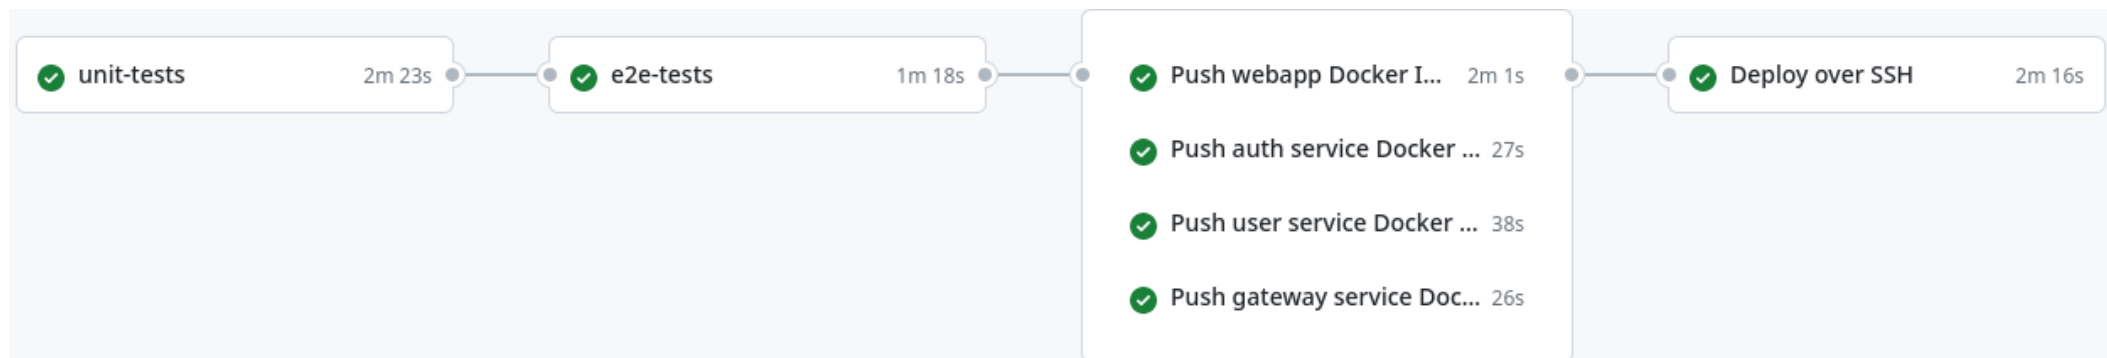 unit-tests 2m 23s
e2e-tests 1m 18s
Push webapp Docker I... 2m 1s
Push auth service Docker ... 27s
Push user service Docker ... 38s
Push gateway service Doc... 26s
Deploy over SSH 2m 16s